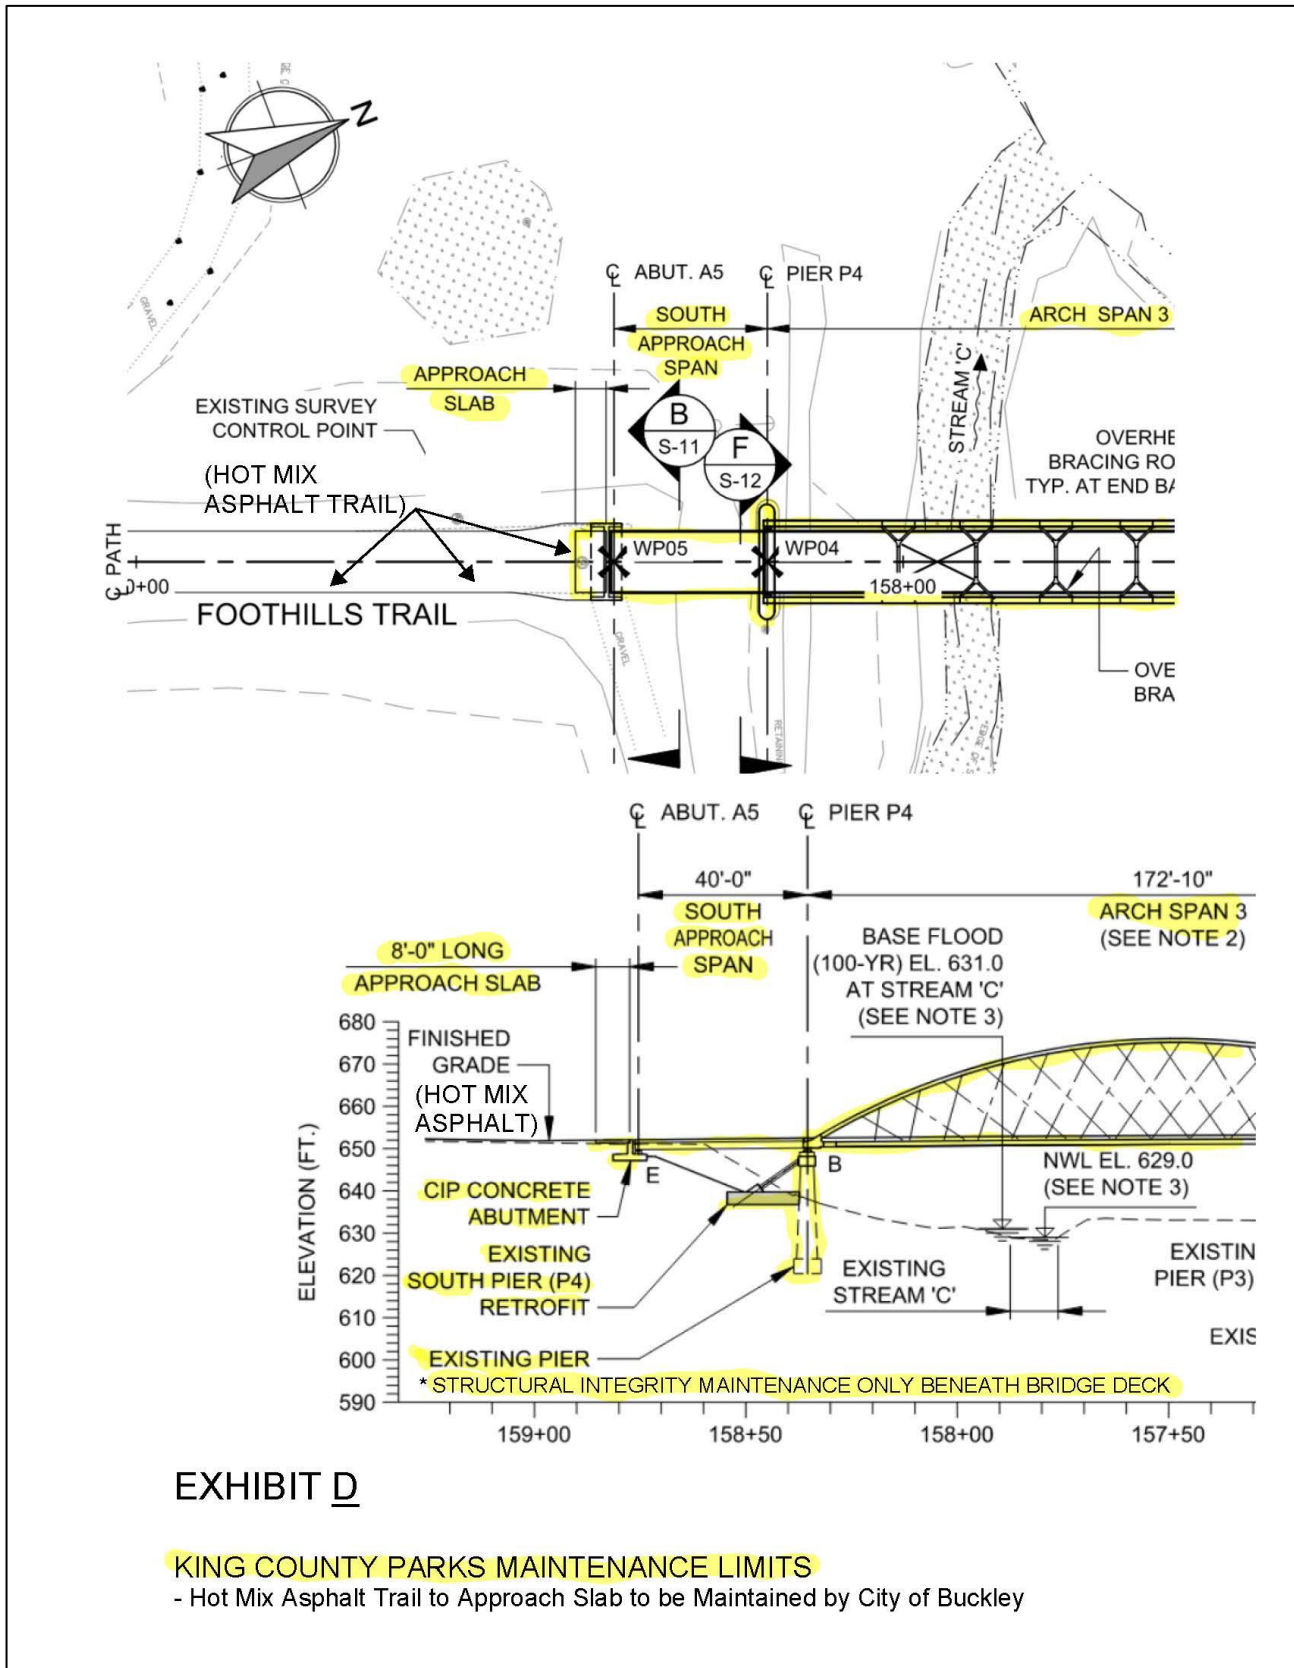 N
GRAVEL
℄ ABUT. A5
℄ PIER P4
SOUTH
APPROACH
SPAN
ARCH SPAN 3
APPROACH
SLAB
EXISTING SURVEY
CONTROL POINT
(HOT MIX
ASPHALT TRAIL)
B
S-11
F
S-12
STREAM 'C'
OVERHE
BRACING RO
TYP. AT END BA
℄ PATH
0+00
WP05
WP04
158+00
FOOTHILLS TRAIL
GRAVEL
OVE
BRA
℄ ABUT. A5
℄ PIER P4
40'-0"
172'-10"
SOUTH
APPROACH
SPAN
ARCH SPAN 3
(SEE NOTE 2)
8'-0" LONG
APPROACH SLAB
BASE FLOOD
(100-YR) EL. 631.0
AT STREAM 'C'
(SEE NOTE 3)
ELEVATION (FT.)
680
670
660
650
640
630
620
610
600
590
FINISHED
GRADE
(HOT MIX
ASPHALT)
E
B
NWL EL. 629.0
(SEE NOTE 3)
CIP CONCRETE
ABUTMENT
EXISTING
SOUTH PIER (P4)
RETROFIT
EXISTING
STREAM 'C'
EXISTIN
PIER (P3)
EXIS
EXISTING PIER
* STRUCTURAL INTEGRITY MAINTENANCE ONLY BENEATH BRIDGE DECK
159+00
158+50
158+00
157+50
EXHIBIT D
KING COUNTY PARKS MAINTENANCE LIMITS
- Hot Mix Asphalt Trail to Approach Slab to be Maintained by City of Buckley